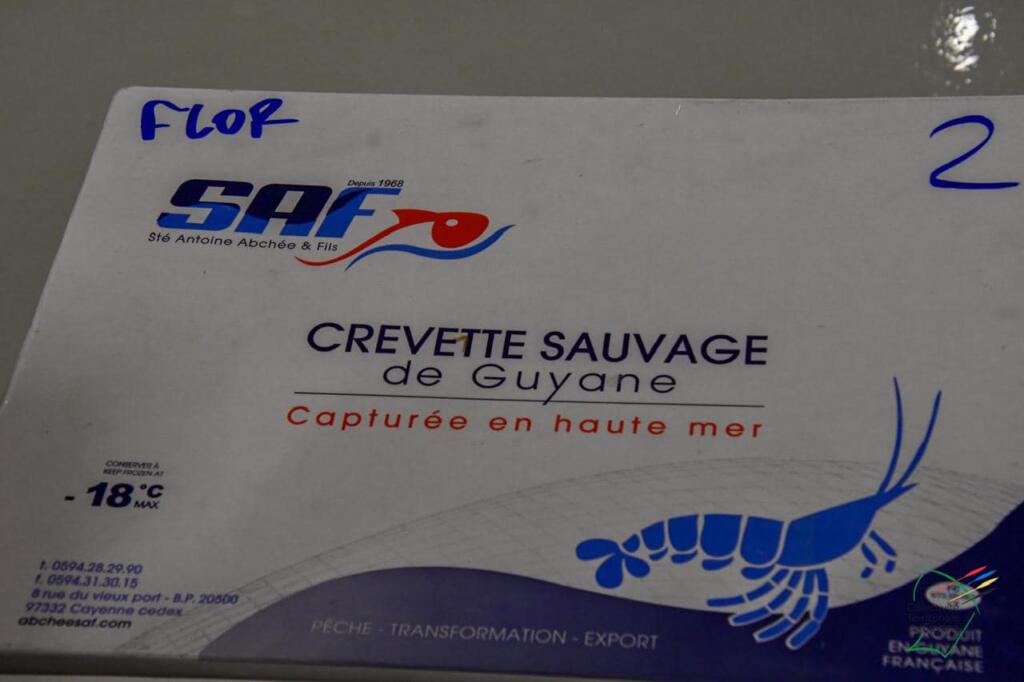 FLOR
2
Depuis 1968
SAF
Sté Antoine Abchée & Fils
CREVETTE SAUVAGE
de Guyane
Capturée en haute mer
CONSERVER À
KEEP FROZEN AT
- 18 °C
MAX
t. 0594.28.29.90
f. 0594.31.30.15
8 rue du vieux port - B.P. 20500
97332 Cayenne cedex
abcheesaf.com
PÊCHE - TRANSFORMATION - EXPORT
PRODUIT
EN GUYANE
FRANÇAISE